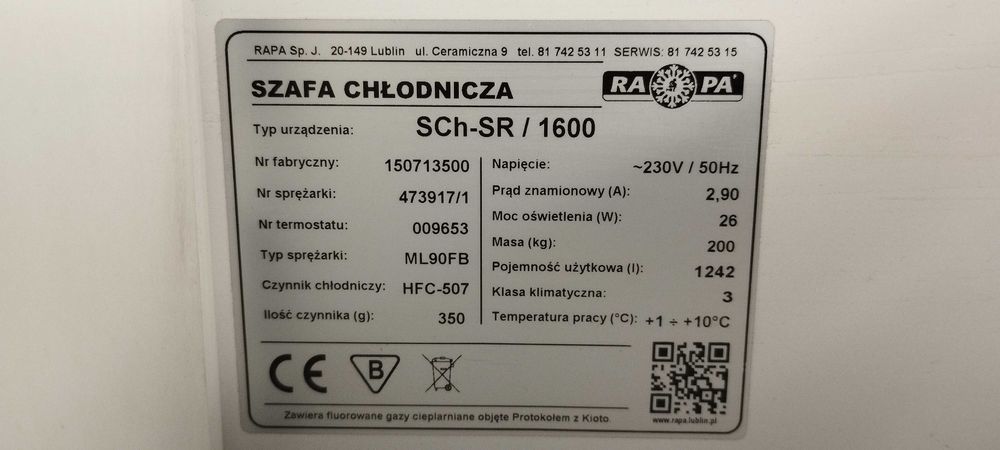 RAPA Sp. J. 20-149 Lublin ul. Ceramiczna 9 tel. 81 742 53 11 SERWIS: 81 742 53 15
SZAFA CHŁODNICZA
RA PA
Typ urządzenia: SCh-SR / 1600
Nr fabryczny: 150713500
Nr sprężarki: 473917/1
Nr termostatu: 009653
Typ sprężarki: ML90FB
Czynnik chłodniczy: HFC-507
Ilość czynnika (g): 350
Napięcie: ~230V / 50Hz
Prąd znamionowy (A): 2,90
Moc oświetlenia (W): 26
Masa (kg): 200
Pojemność użytkowa (l): 1242
Klasa klimatyczna: 3
Temperatura pracy (°C): +1 ÷ +10°C
CE B
www.rapa.lublin.pl
Zawiera fluorowane gazy cieplarniane objęte Protokołem z Kioto.